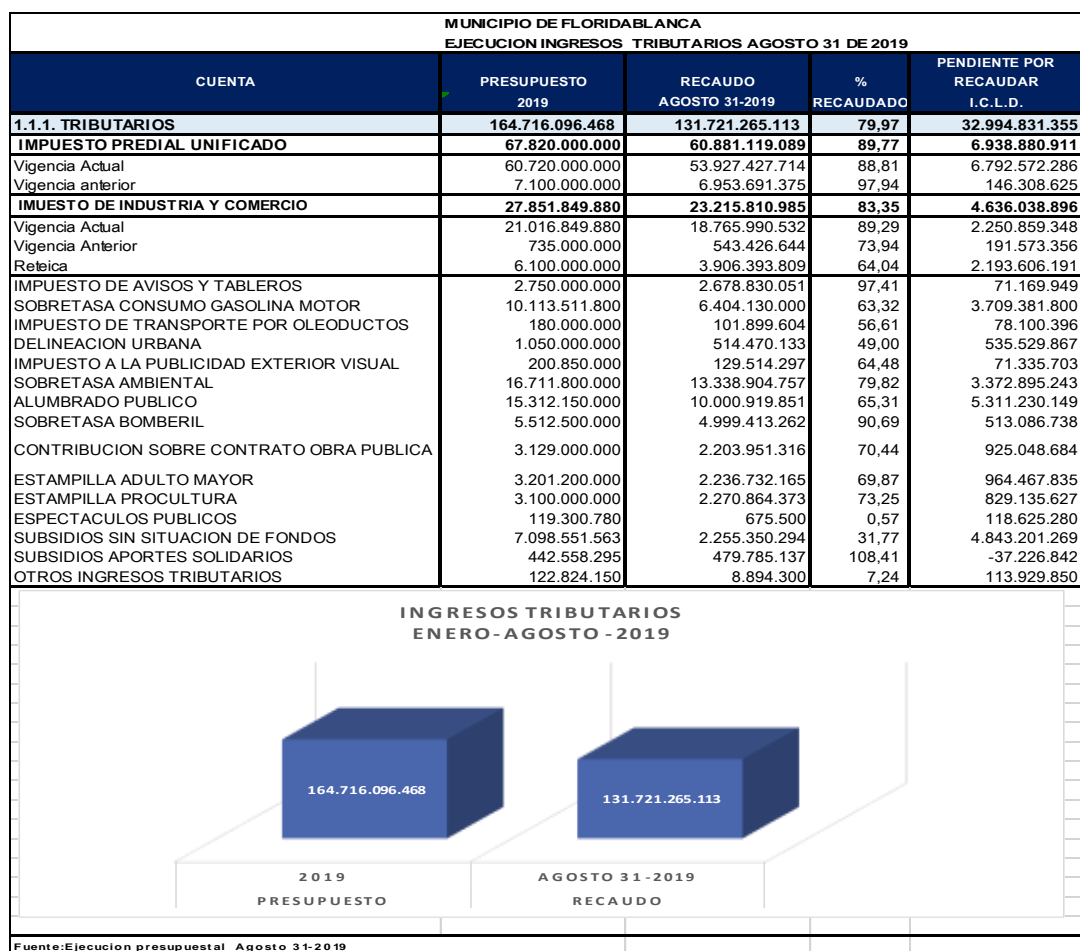 MUNICIPIO DE FLORIDABLANCA
EJECUCION INGRESOS TRIBUTARIOS AGOSTO 31 DE 2019
CUENTA PRESUPUESTO 2019 RECAUDO AGOSTO 31-2019 % RECAUDADO PENDIENTE POR RECAUDAR I.C.L.D.
1.1.1. TRIBUTARIOS 164.716.096.468 131.721.265.113 79,97 32.994.831.355
IMPUESTO PREDIAL UNIFICADO 67.820.000.000 60.881.119.089 89,77 6.938.880.911
Vigencia Actual 60.720.000.000 53.927.427.714 88,81 6.792.572.286
Vigencia anterior 7.100.000.000 6.953.691.375 97,94 146.308.625
IMUESTO DE INDUSTRIA Y COMERCIO 27.851.849.880 23.215.810.985 83,35 4.636.038.896
Vigencia Actual 21.016.849.880 18.765.990.532 89,29 2.250.859.348
Vigencia Anterior 735.000.000 543.426.644 73,94 191.573.356
Reteica 6.100.000.000 3.906.393.809 64,04 2.193.606.191
IMPUESTO DE AVISOS Y TABLEROS 2.750.000.000 2.678.830.051 97,41 71.169.949
SOBRETASA CONSUMO GASOLINA MOTOR 10.113.511.800 6.404.130.000 63,32 3.709.381.800
IMPUESTO DE TRANSPORTE POR OLEODUCTOS 180.000.000 101.899.604 56,61 78.100.396
DELINEACION URBANA 1.050.000.000 514.470.133 49,00 535.529.867
IMPUESTO A LA PUBLICIDAD EXTERIOR VISUAL 200.850.000 129.514.297 64,48 71.335.703
SOBRETASA AMBIENTAL 16.711.800.000 13.338.904.757 79,82 3.372.895.243
ALUMBRADO PUBLICO 15.312.150.000 10.000.919.851 65,31 5.311.230.149
SOBRETASA BOMBERIL 5.512.500.000 4.999.413.262 90,69 513.086.738
CONTRIBUCION SOBRE CONTRATO OBRA PUBLICA 3.129.000.000 2.203.951.316 70,44 925.048.684
ESTAMPILLA ADULTO MAYOR 3.201.200.000 2.236.732.165 69,87 964.467.835
ESTAMPILLA PROCULTURA 3.100.000.000 2.270.864.373 73,25 829.135.627
ESPECTACULOS PUBLICOS 119.300.780 675.500 0,57 118.625.280
SUBSIDIOS SIN SITUACION DE FONDOS 7.098.551.563 2.255.350.294 31,77 4.843.201.269
SUBSIDIOS APORTES SOLIDARIOS 442.558.295 479.785.137 108,41 -37.226.842
OTROS INGRESOS TRIBUTARIOS 122.824.150 8.894.300 7,24 113.929.850
INGRESOS TRIBUTARIOS
ENERO-AGOSTO -2019
164.716.096.468 131.721.265.113
2019 AGOSTO 31-2019
PRESUPUESTO RECAUDO
Fuente:Ejecucion presupuestal Agosto 31-2019